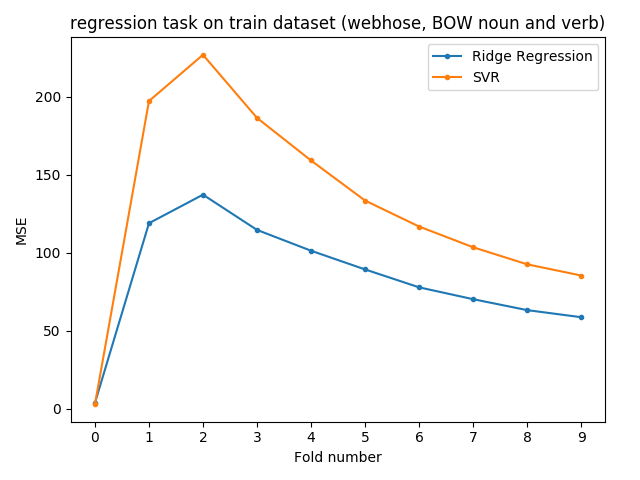 regression task on train dataset (webhose, BOW noun and verb)
Ridge Regression
SVR
200
150
100
50
0
MSE
0 1 2 3 4 5 6 7 8 9
Fold number